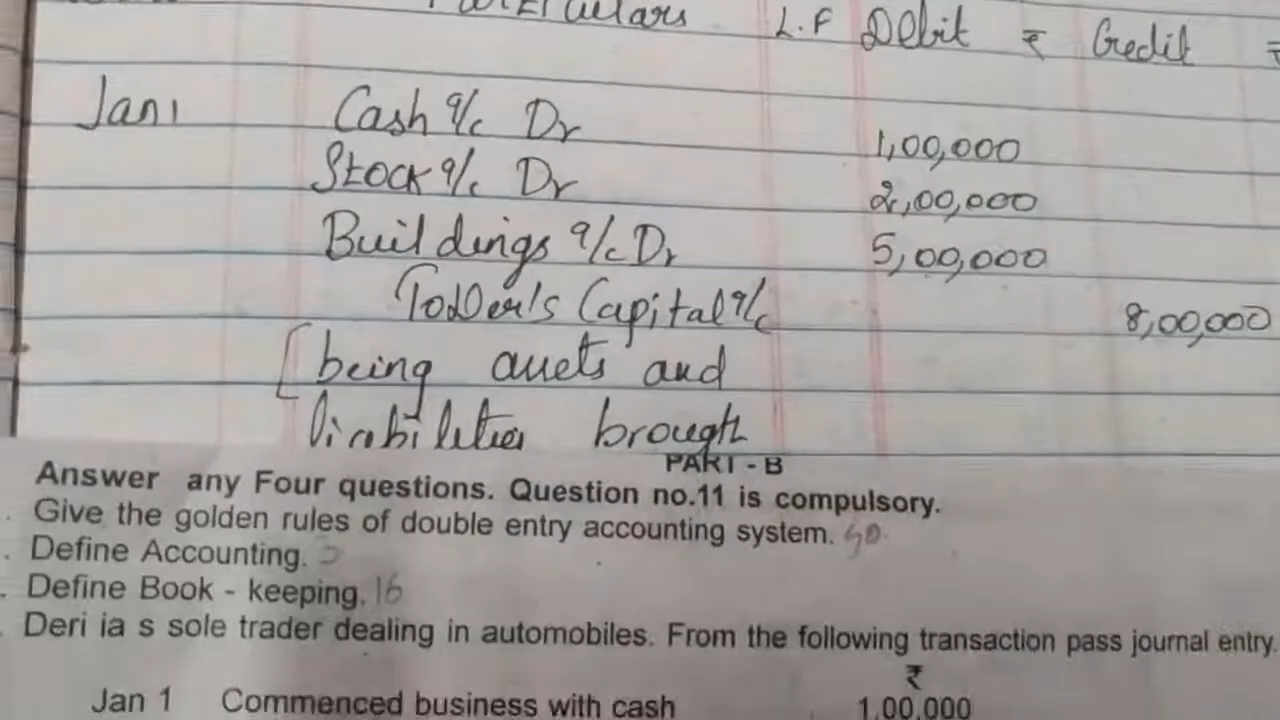 Particulars L.F Debit ₹ Credit ₹
Jan 1 Cash a/c Dr 1,00,000
Stock a/c Dr 2,00,000
Buildings a/c Dr 5,00,000
To Deri's Capital a/c 8,00,000
[being assets and
liabilities brough
PART - B
Answer any Four questions. Question no.11 is compulsory.
Give the golden rules of double entry accounting system. 40
Define Accounting.
Define Book - keeping. 16
Deri ia s sole trader dealing in automobiles. From the following transaction pass journal entry.
₹
Jan 1 Commenced business with cash 1,00,000